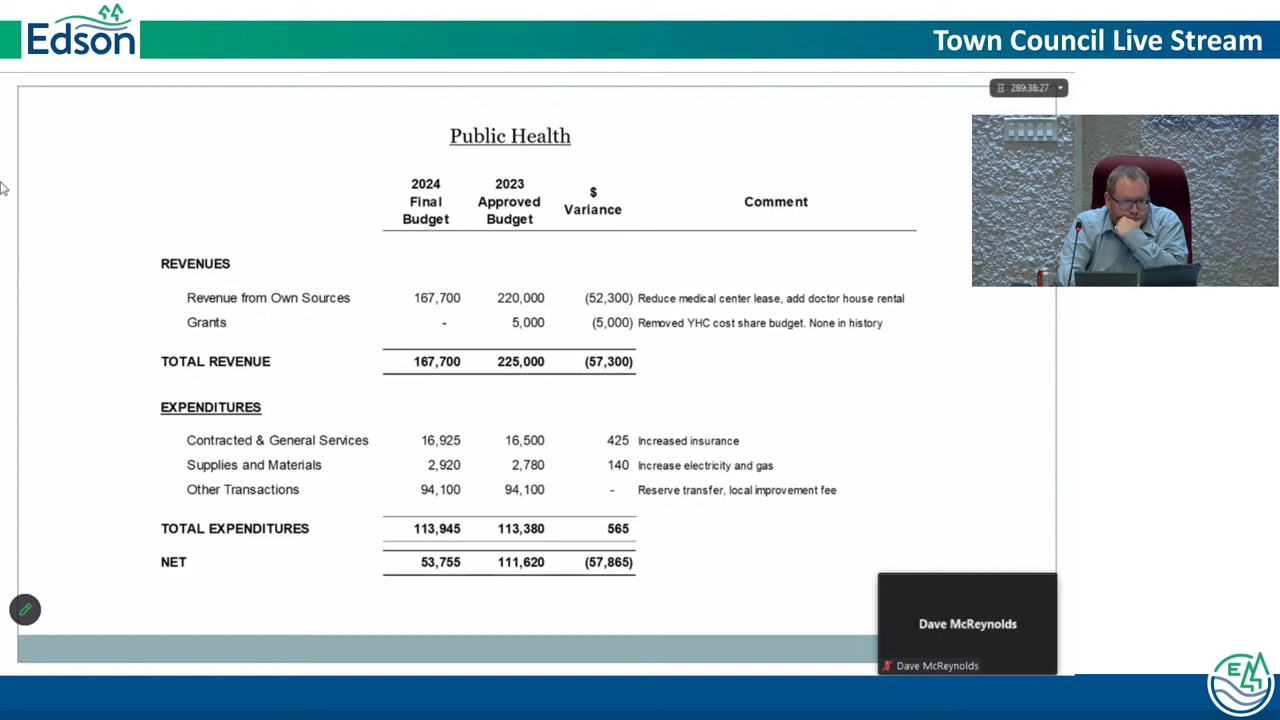 Edson
Town Council Live Stream
289:38:27
Public Health
2024 Final Budget
2023 Approved Budget
$ Variance
Comment
REVENUES
Revenue from Own Sources 167,700 220,000 (52,300) Reduce medical center lease, add doctor house rental
Grants - 5,000 (5,000) Removed YHC cost share budget. None in history
TOTAL REVENUE 167,700 225,000 (57,300)
EXPENDITURES
Contracted & General Services 16,925 16,500 425 Increased insurance
Supplies and Materials 2,920 2,780 140 Increase electricity and gas
Other Transactions 94,100 94,100 - Reserve transfer, local improvement fee
TOTAL EXPENDITURES 113,945 113,380 565
NET 53,755 111,620 (57,865)
Dave McReynolds
Dave McReynolds